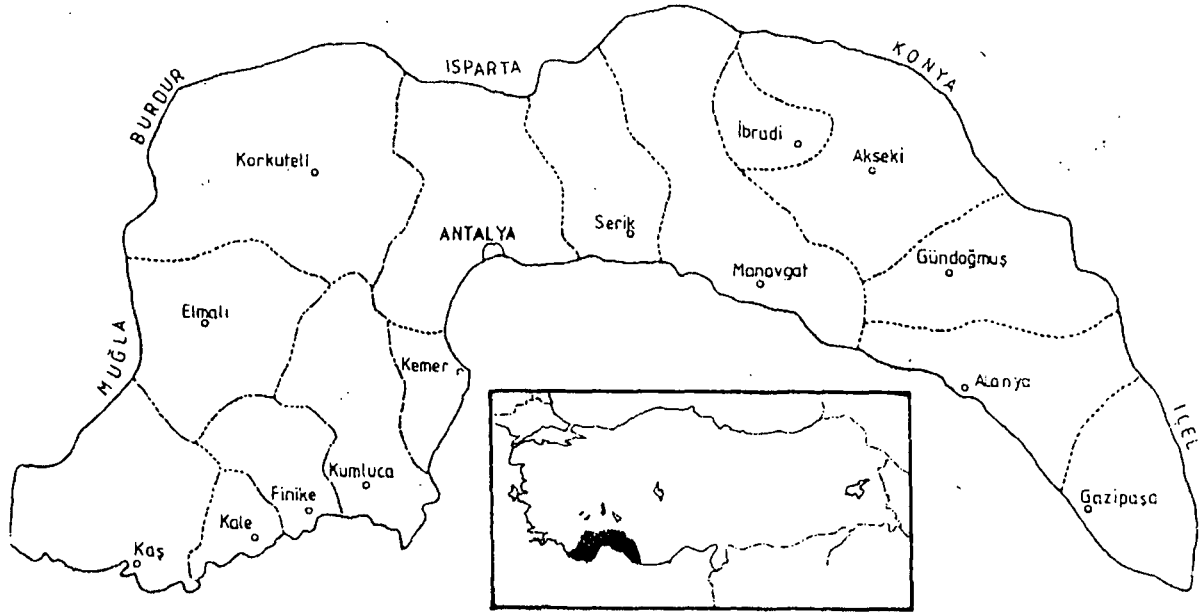 ISPARTA
KONYA
BURDUR
İbradi
Korkuteli
Akseki
Serik
ANTALYA
Gündoğmuş
Manavgat
Elmalı
MUĞLA
Kemer
Alanya
İÇEL
Kumluca
Finike
Gazipaşa
Kale
Kaş